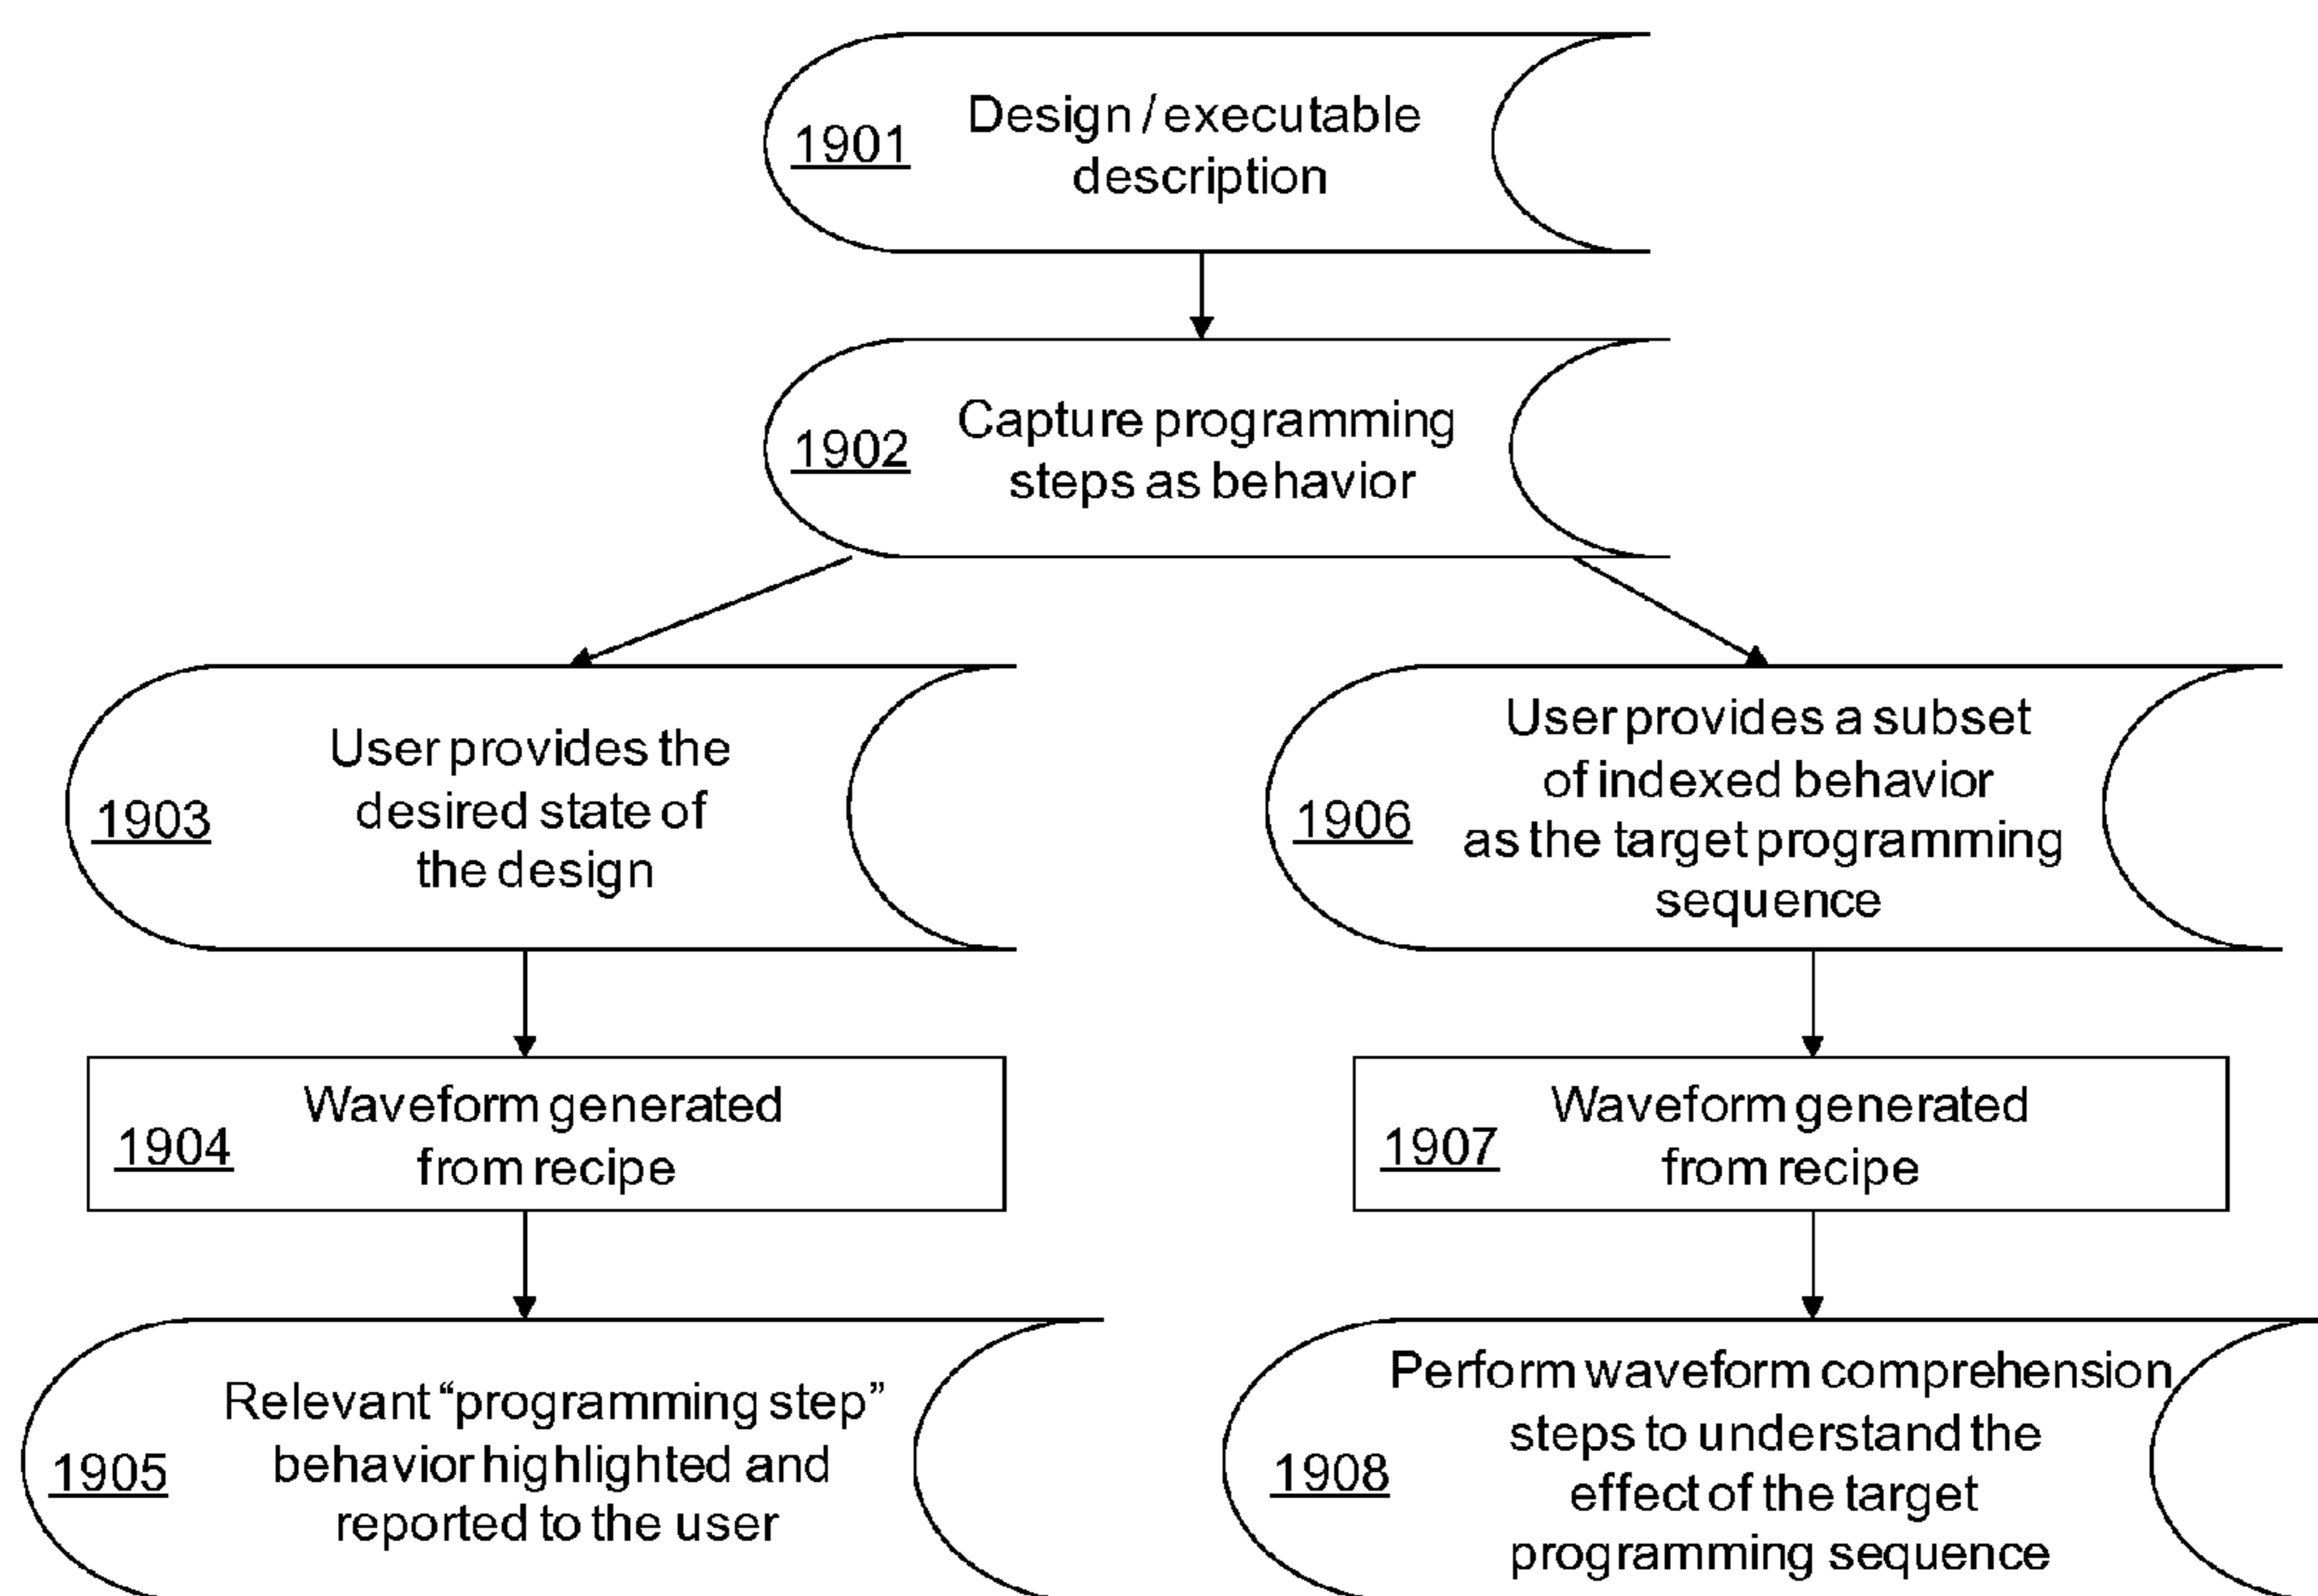 1901
Design / executable
description
1902
Capture programming
steps as behavior
1903
User provides the
desired state of
the design
1904
Waveform generated
from recipe
1905
Relevant “programming step”
behavior highlighted and
reported to the user
1906
User provides a subset
of indexed behavior
as the target programming
sequence
1907
Waveform generated
from recipe
1908
Perform waveform comprehension
steps to understand the
effect of the target
programming sequence